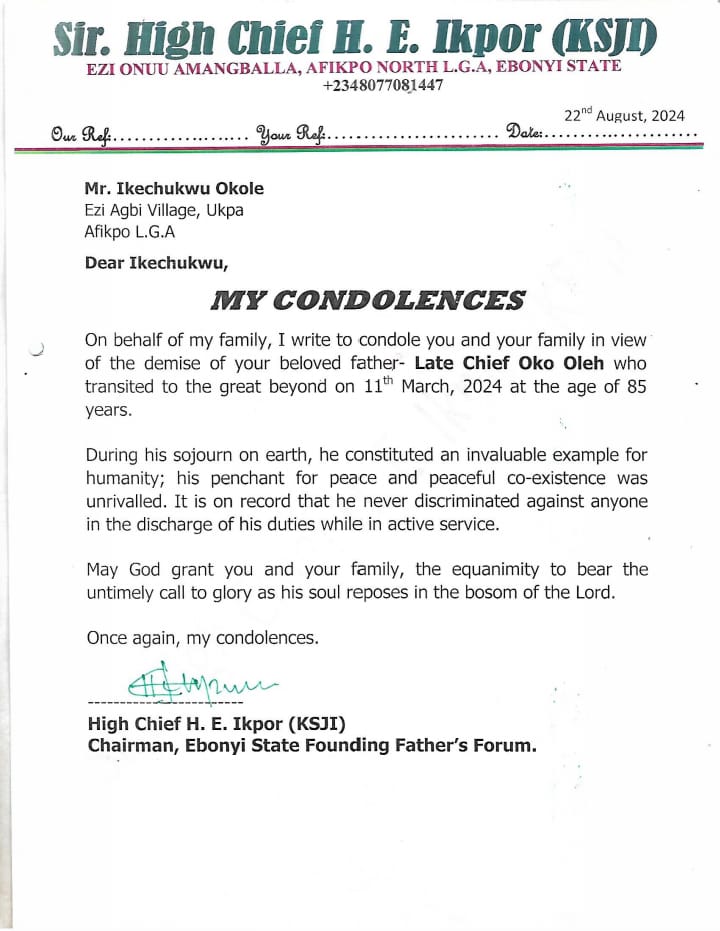 Sir. High Chief H. E. Ikpor (KSJI)
EZI ONUU AMANGBALLA, AFIKPO NORTH L.G.A, EBONYI STATE
+2348077081447
22nd August, 2024
Our Ref:.................... Your Ref:......................... Date:......................
Mr. Ikechukwu Okole
Ezi Agbi Village, Ukpa
Afikpo L.G.A
Dear Ikechukwu,
MY CONDOLENCES
On behalf of my family, I write to condole you and your family in view
of the demise of your beloved father- Late Chief Oko Oleh who
transited to the great beyond on 11th March, 2024 at the age of 85
years.
During his sojourn on earth, he constituted an invaluable example for
humanity; his penchant for peace and peaceful co-existence was
unrivalled. It is on record that he never discriminated against anyone
in the discharge of his duties while in active service.
May God grant you and your family, the equanimity to bear the
untimely call to glory as his soul reposes in the bosom of the Lord.
Once again, my condolences.
High Chief H. E. Ikpor (KSJI)
Chairman, Ebonyi State Founding Father's Forum.